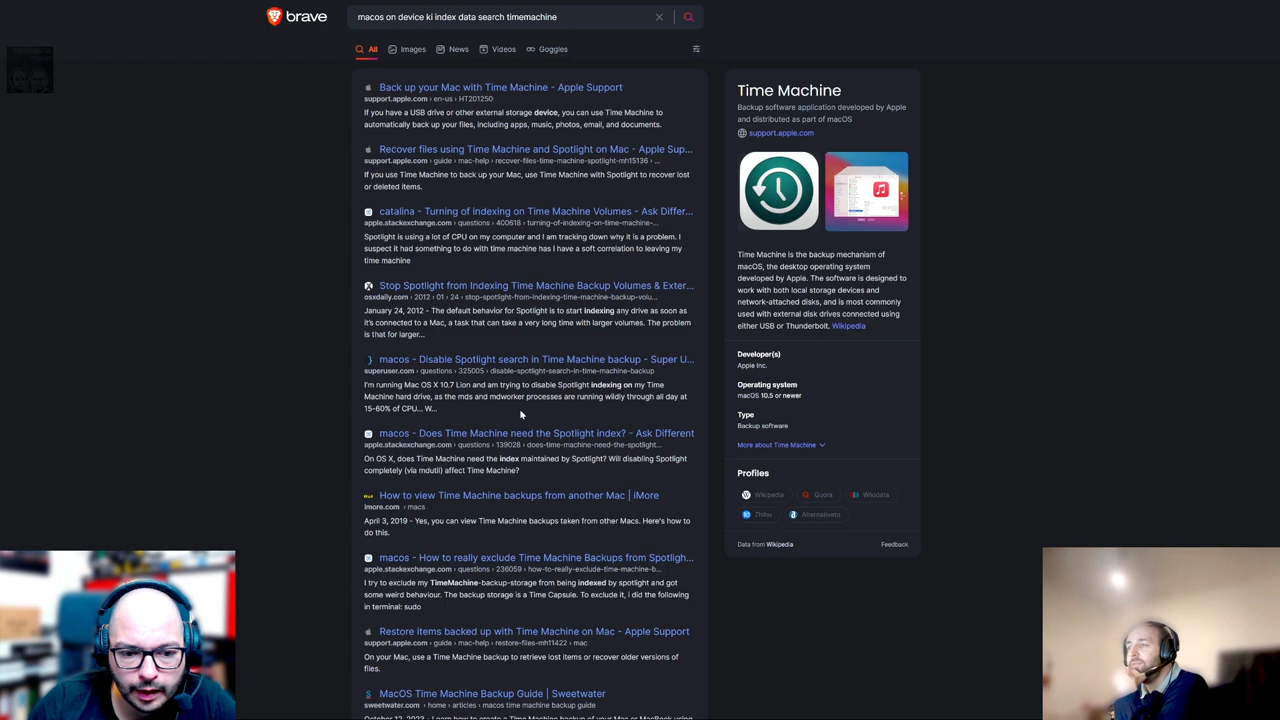 brave
macos on device ki index data search timemachine
All
Images
News
Videos
Goggles
Back up your Mac with Time Machine - Apple Support
support.apple.com › en-us › HT201250
If you have a USB drive or other external storage device, you can use Time Machine to
automatically back up your files, including apps, music, photos, email, and documents.
Recover files using Time Machine and Spotlight on Mac - Apple Sup...
support.apple.com › guide › mac-help › recover-files-time-machine-spotlight-mh15136 › ...
If you use Time Machine to back up your Mac, use Time Machine with Spotlight to recover lost
or deleted items.
catalina - Turning of indexing on Time Machine Volumes - Ask Differ...
apple.stackexchange.com › questions › 400618 › turning-of-indexing-on-time-machine-...
Spotlight is using a lot of CPU on my computer and I am tracking down why it is a problem. I
suspect it had something to do with time machine has I have a soft correlation to leaving my
time machine
Stop Spotlight from Indexing Time Machine Backup Volumes & Exter...
osxdaily.com › 2012 › 01 › 24 › stop-spotlight-from-indexing-time-machine-backup-volu...
January 24, 2012 - The default behavior for Spotlight is to start indexing any drive as soon as
it's connected to a Mac, a task that can take a very long time with larger volumes. The problem
is that for larger...
macos - Disable Spotlight search in Time Machine backup - Super U...
superuser.com › questions › 325005 › disable-spotlight-search-in-time-machine-backup
I'm running Mac OS X 10.7 Lion and am trying to disable Spotlight indexing on my Time
Machine hard drive, as the mds and mdworker processes are running wildly through all day at
15-60% of CPU... W...
macos - Does Time Machine need the Spotlight index? - Ask Different
apple.stackexchange.com › questions › 139028 › does-time-machine-need-the-spotlight...
On OS X, does Time Machine need the index maintained by Spotlight? Will disabling Spotlight
completely (via mdutil) affect Time Machine?
How to view Time Machine backups from another Mac | iMore
imore.com › macs
April 3, 2019 - Yes, you can view Time Machine backups taken from other Macs. Here's how to
do this.
macos - How to really exclude Time Machine Backups from Spotligh...
apple.stackexchange.com › questions › 236059 › how-to-really-exclude-time-machine-b...
I try to exclude my TimeMachine-backup-storage from being indexed by spotlight and got
some weird behaviour. The backup storage is a Time Capsule. To exclude it, i did the following
in terminal: sudo
Restore items backed up with Time Machine on Mac - Apple Support
support.apple.com › guide › mac-help › restore-files-mh11422 › mac
On your Mac, use a Time Machine backup to retrieve lost items or recover older versions of
files.
MacOS Time Machine Backup Guide | Sweetwater
sweetwater.com › home › articles › macos time machine backup guide
Time Machine
Backup software application developed by Apple
and distributed as part of macOS
support.apple.com
Time Machine is the backup mechanism of
macOS, the desktop operating system
developed by Apple. The software is designed to
work with both local storage devices and
network-attached disks, and is most commonly
used with external disk drives connected using
either USB or Thunderbolt. Wikipedia
Developer(s)
Apple Inc.
Operating system
macOS 10.5 or newer
Type
Backup software
More about Time Machine
Profiles
Wikipedia
Quora
Wikidata
Zhihu
Alternativeto
Data from Wikipedia
Feedback